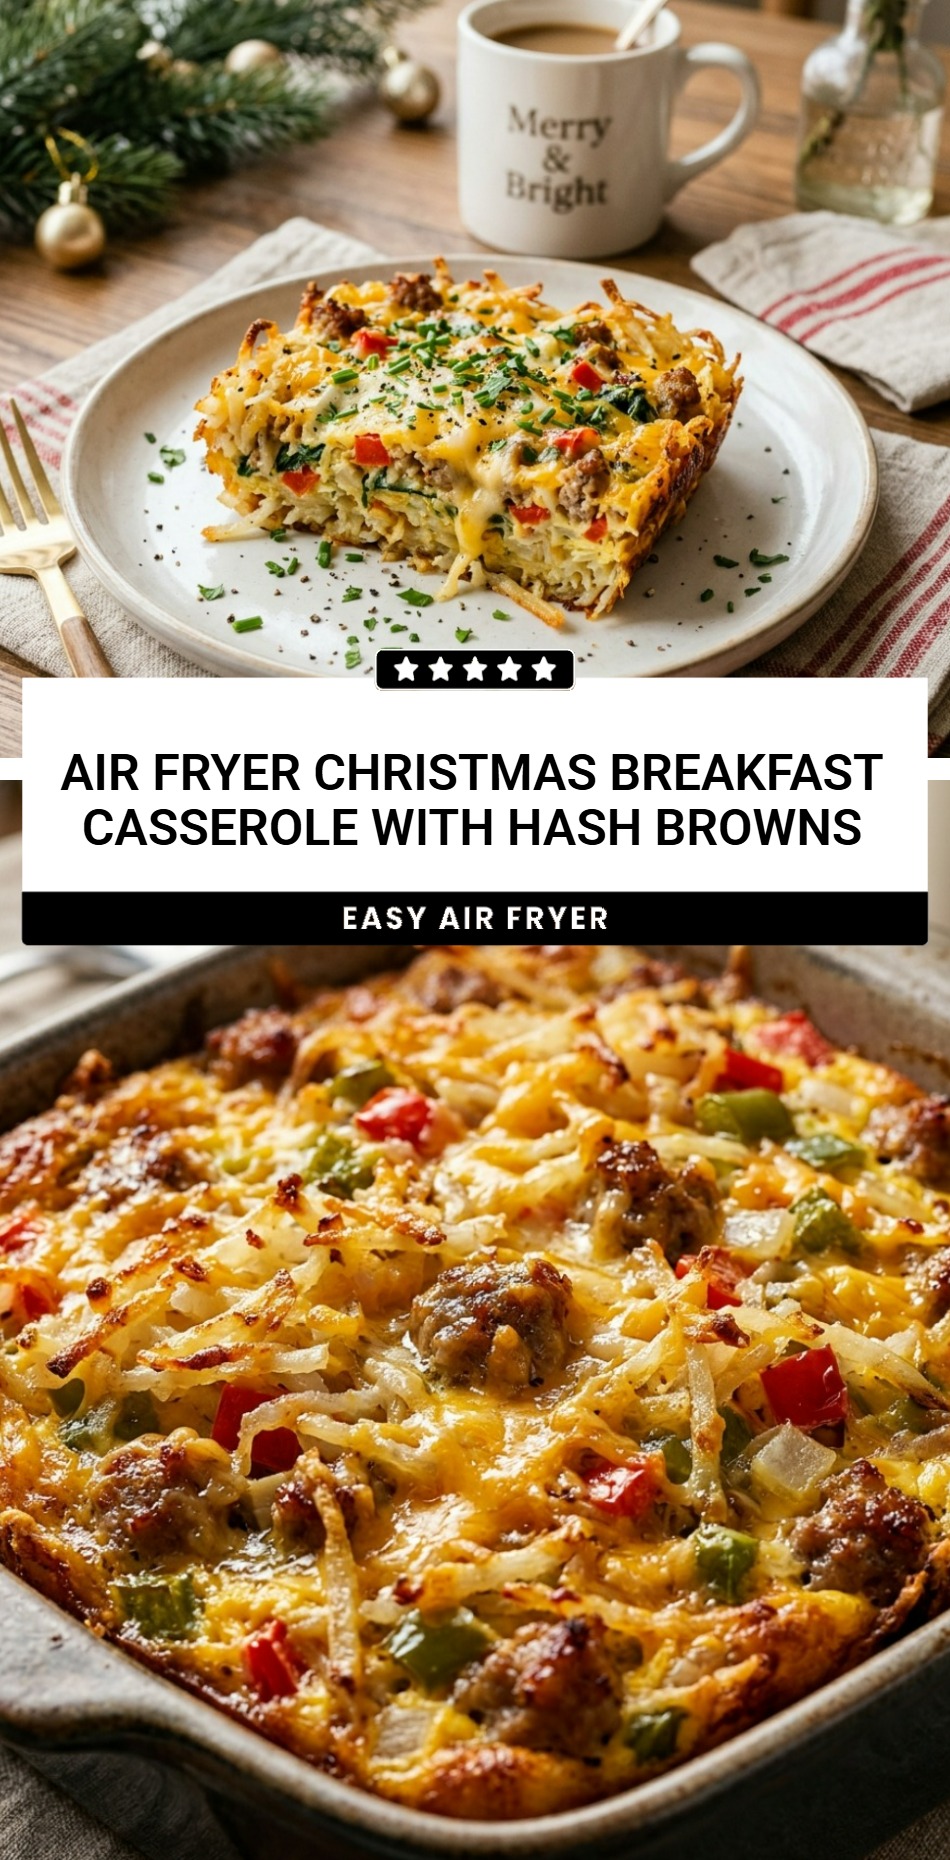 Merry
&
Bright
AIR FRYER CHRISTMAS BREAKFAST
CASSEROLE WITH HASH BROWNS
EASY AIR FRYER